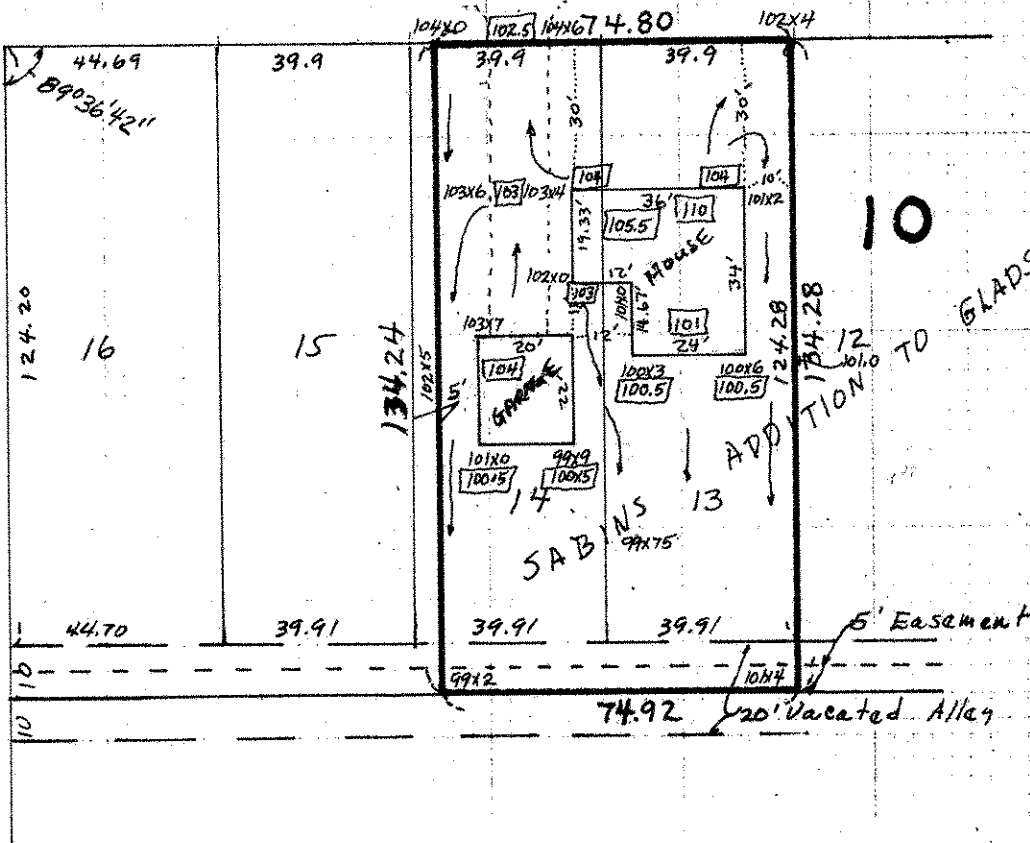 104X0 102.5 104X6 74.80 102X4
44.69 39.9 39.9 39.9
89°36'42"
30' 30'
104 104 10'
103X6 103 103X4 101X2
36' 110
10
19.33' 105.5
HOUSE
34'
102X0 12'
103 101X0 14.67'
101
12' 24'
103X7
20'
104 22'
GARAGE
100X3 100X6
100.5 100.5
124.20
16 15
134.24
102X5
5'
124.28 134.28
12
101.0
101X0 99X9
100.5 100X5
14 13
SABINS ADDITION TO GLADS
99X75
44.70 39.91 39.91 39.91
5' Easement
10
99X2 101X4
10
74.92 20' Vacated Alley